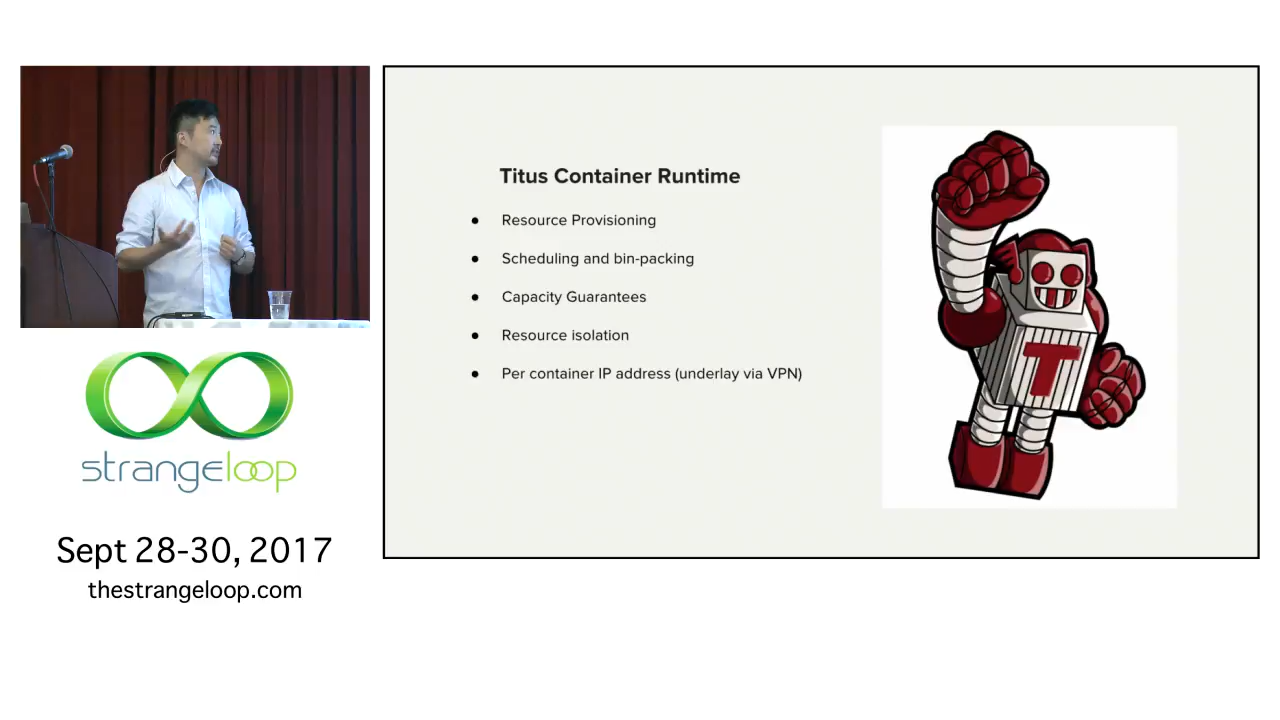 Titus Container Runtime
● Resource Provisioning
● Scheduling and bin-packing
● Capacity Guarantees
● Resource isolation
● Per container IP address (underlay via VPN)
T
strangeloop
Sept 28-30, 2017
thestrangeloop.com